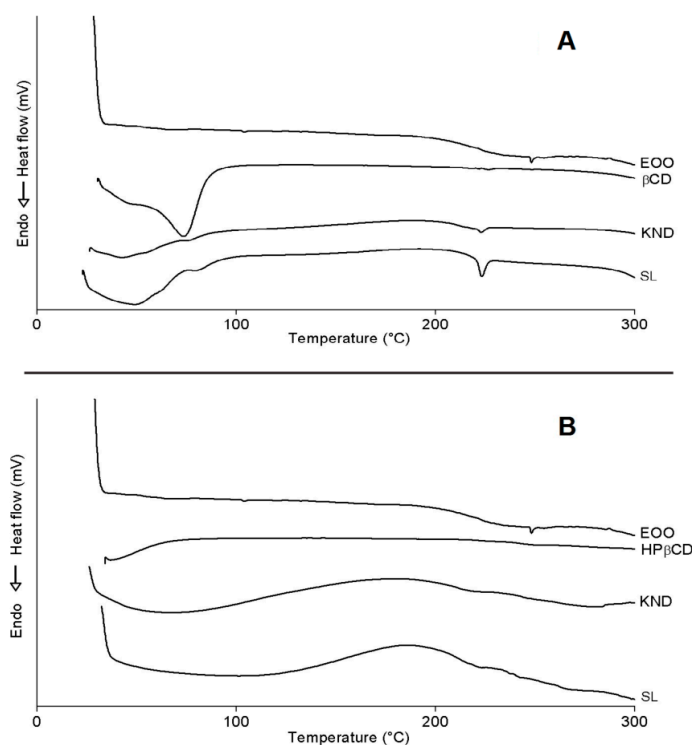 A
Endo ← Heat flow (mV)
EOO
βCD
KND
SL
0 100 200 300
Temperature (°C)
B
Endo ← Heat flow (mV)
EOO
HPβCD
KND
SL
0 100 200 300
Temperature (°C)